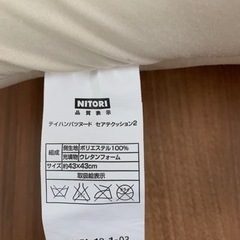 NITORI
品質表示
テイハンパツヌード セアテクッション2
組成 側生地 ポリエステル100%
充填物 ウレタンフォーム
サイズ 約43×43cm
取扱絵表示